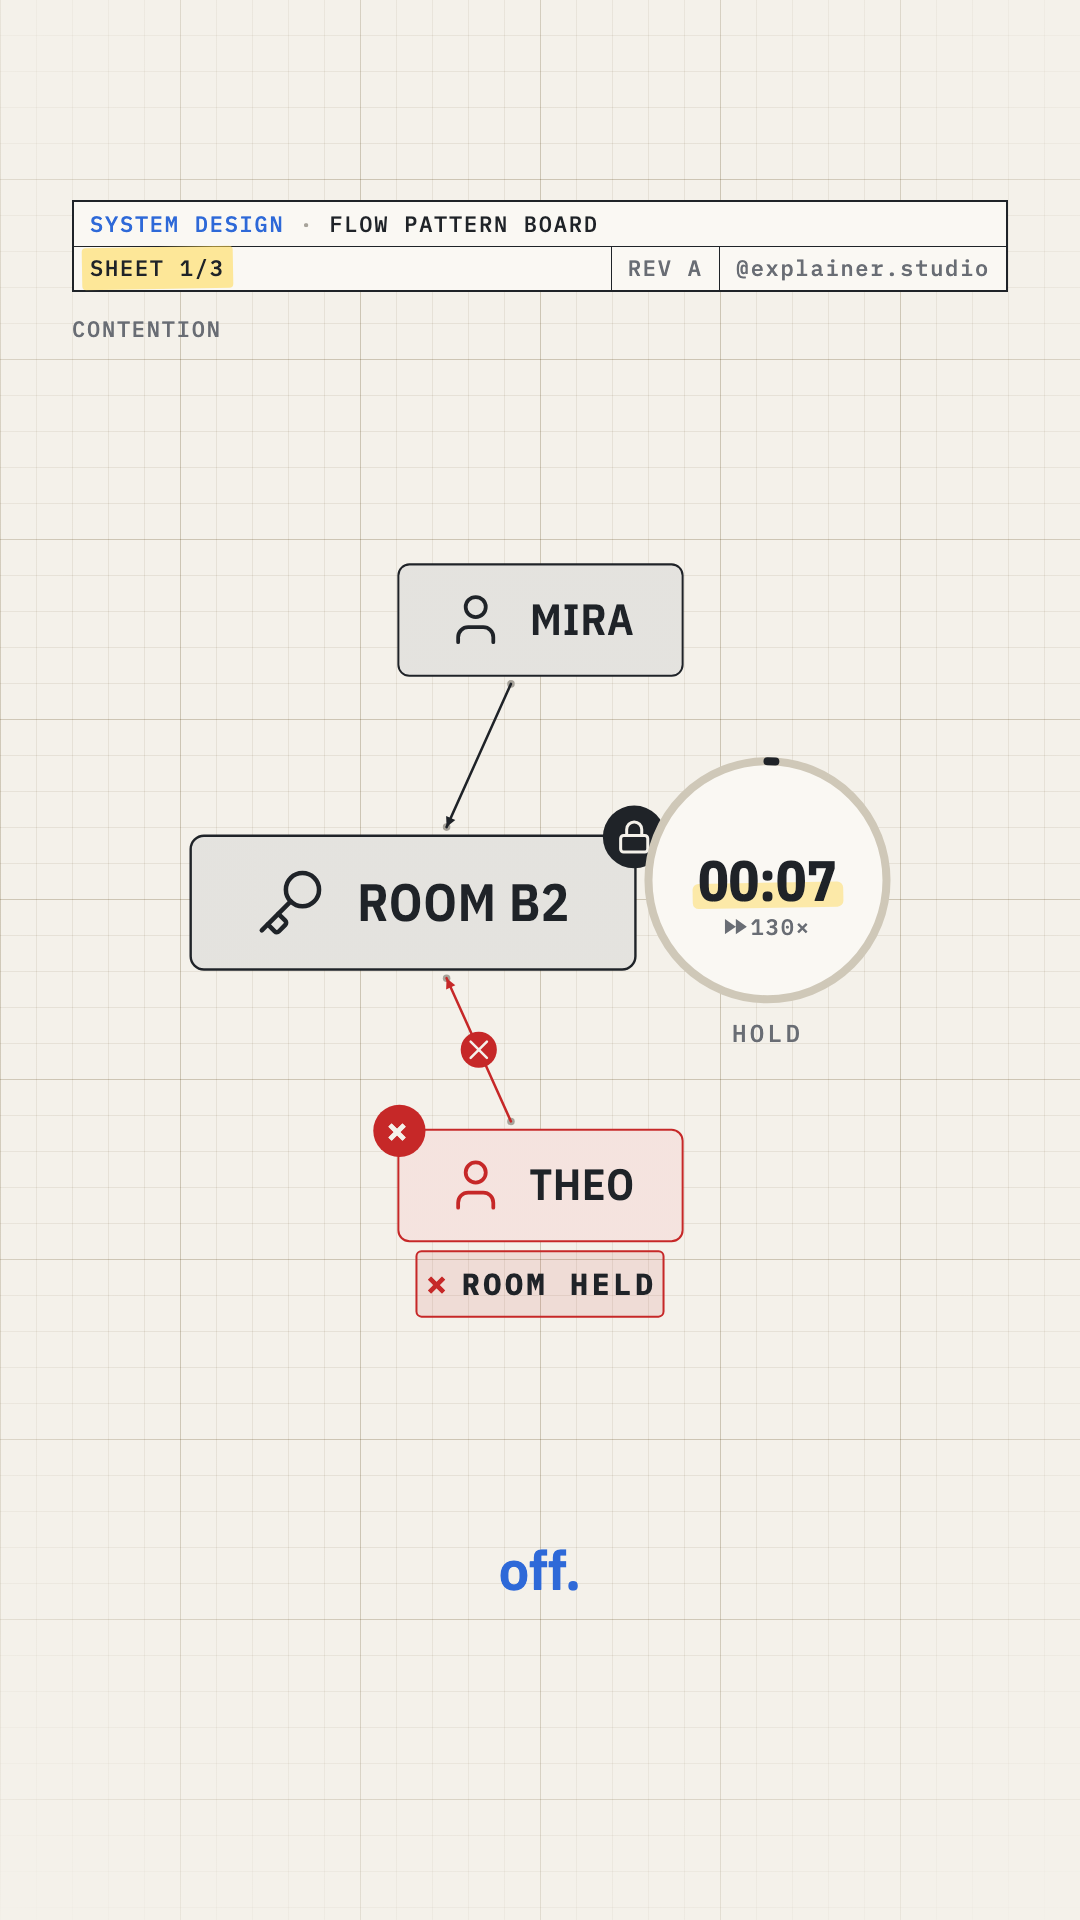 SYSTEM DESIGN · FLOW PATTERN BOARD
SHEET 1/3
REV A
@explainer.studio
CONTENTION
MIRA
ROOM B2
00:07
130×
HOLD
THEO
× ROOM HELD
off.